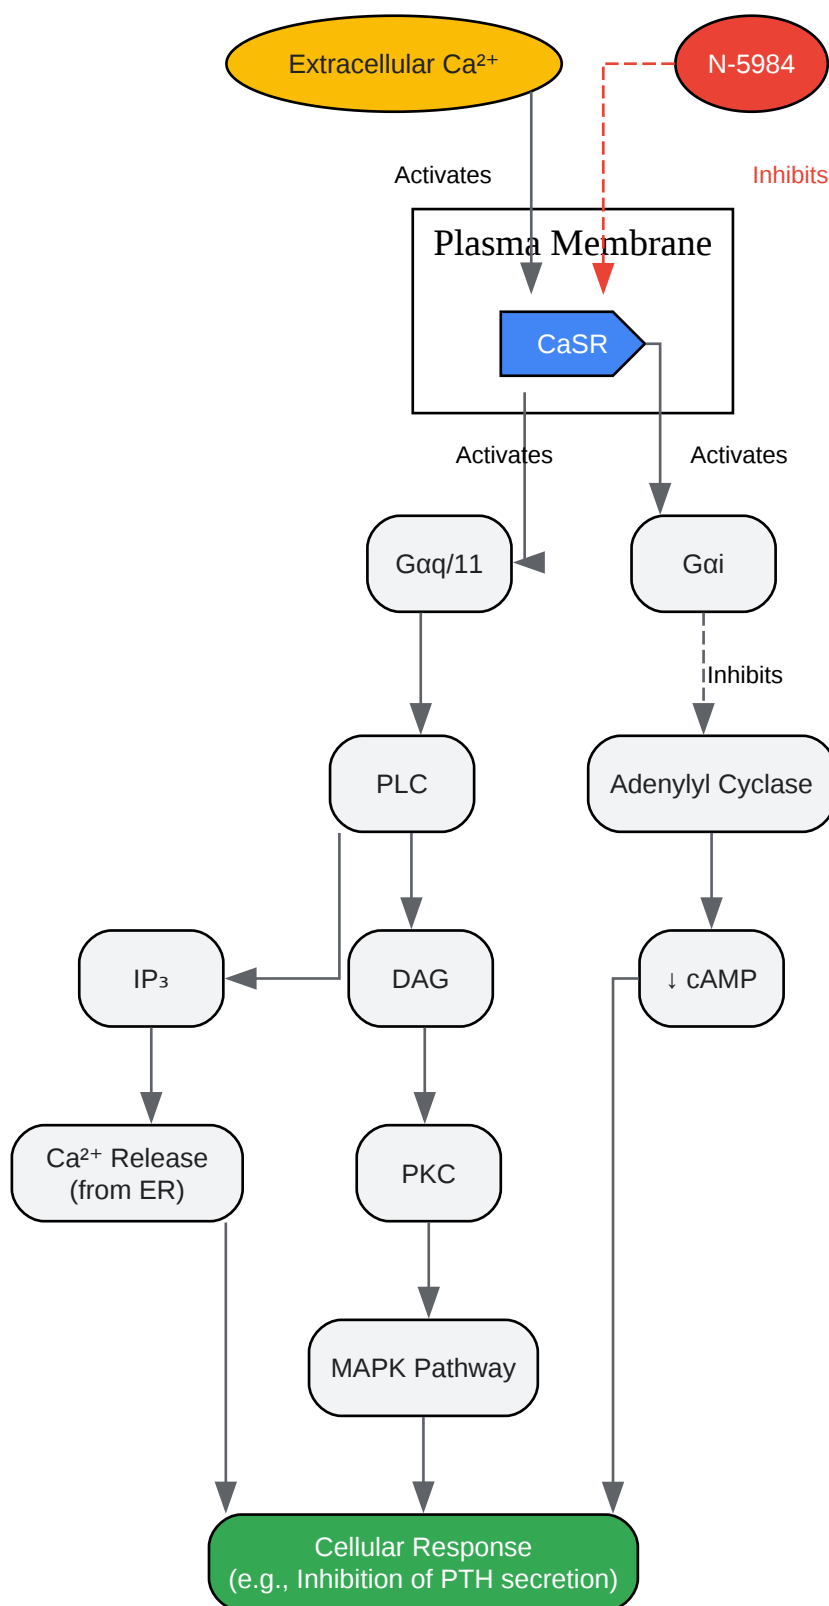 Extracellular Ca²⁺
N-5984
Activates
Inhibits
Plasma Membrane
CaSR
Activates
Activates
Gαq/11
Gαi
Inhibits
PLC
Adenylyl Cyclase
IP₃
DAG
↓ cAMP
Ca²⁺ Release
(from ER)
PKC
MAPK Pathway
Cellular Response
(e.g., Inhibition of PTH secretion)